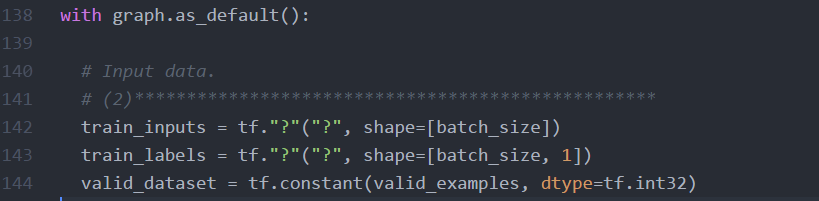 138 with graph.as_default():
139
140 # Input data.
141 # (2)**************************************************
142 train_inputs = tf."?"("?", shape=[batch_size])
143 train_labels = tf."?"("?", shape=[batch_size, 1])
144 valid_dataset = tf.constant(valid_examples, dtype=tf.int32)